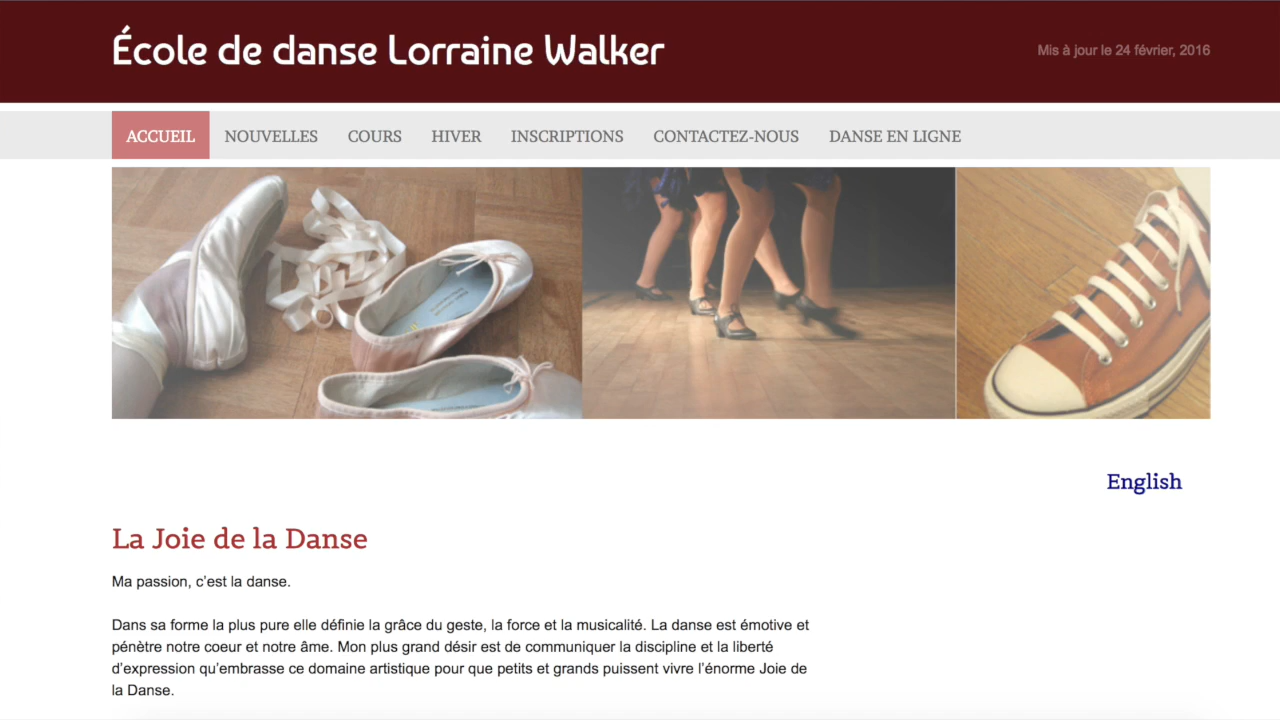 École de danse Lorraine Walker
Mis à jour le 24 février, 2016
ACCUEIL NOUVELLES COURS HIVER INSCRIPTIONS CONTACTEZ-NOUS DANSE EN LIGNE
English
La Joie de la Danse
Ma passion, c’est la danse.
Dans sa forme la plus pure elle définie la grâce du geste, la force et la musicalité. La danse est émotive et
pénètre notre coeur et notre âme. Mon plus grand désir est de communiquer la discipline et la liberté
d’expression qu’embrasse ce domaine artistique pour que petits et grands puissent vivre l’énorme Joie de
la Danse.